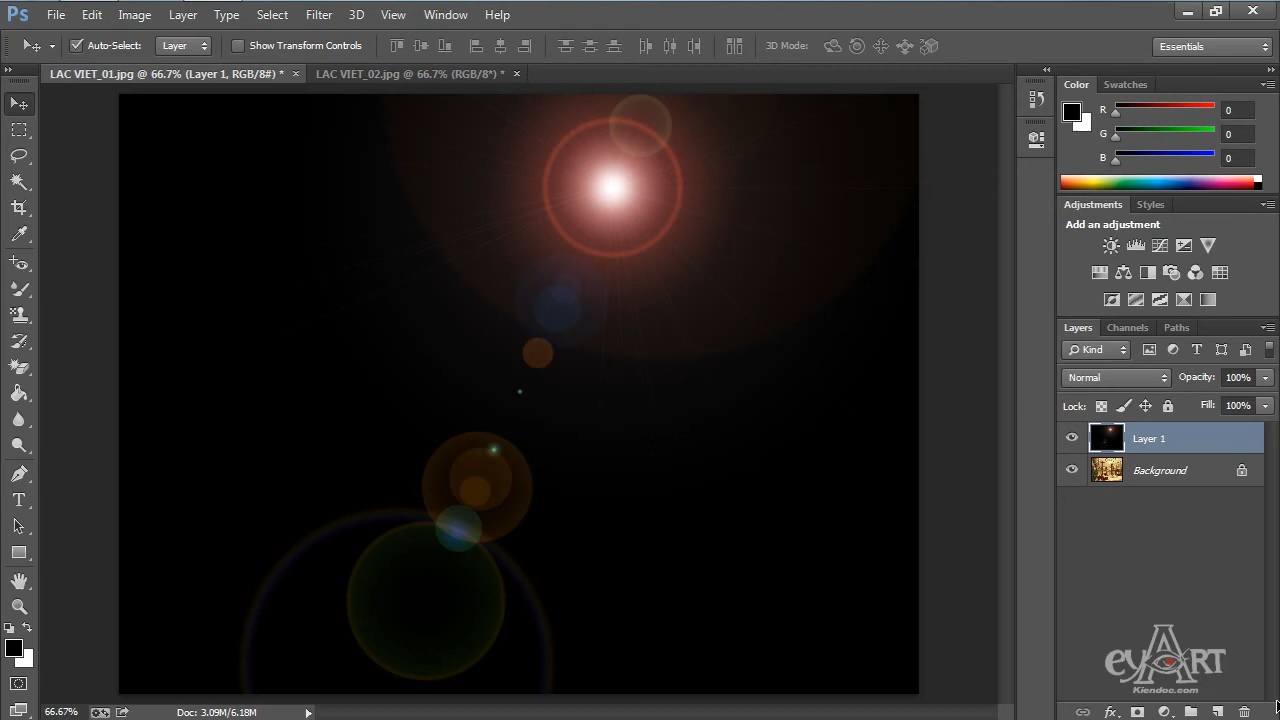 Ps File Edit Image Layer Type Select Filter 3D View Window Help
Auto-Select: Layer Show Transform Controls 3D Mode: Essentials
LAC VIET_01.jpg @ 66.7% (Layer 1, RGB/8#) * × LAC VIET_02.jpg @ 66.7% (RGB/8*) * ×
Color Swatches
R 0
G 0
B 0
Adjustments Styles
Add an adjustment
Layers Channels Paths
Kind
Normal Opacity: 100%
Lock: Fill: 100%
Layer 1
Background
eyART
Kiendoc.com
66.67% Doc: 3.09M/6.18M